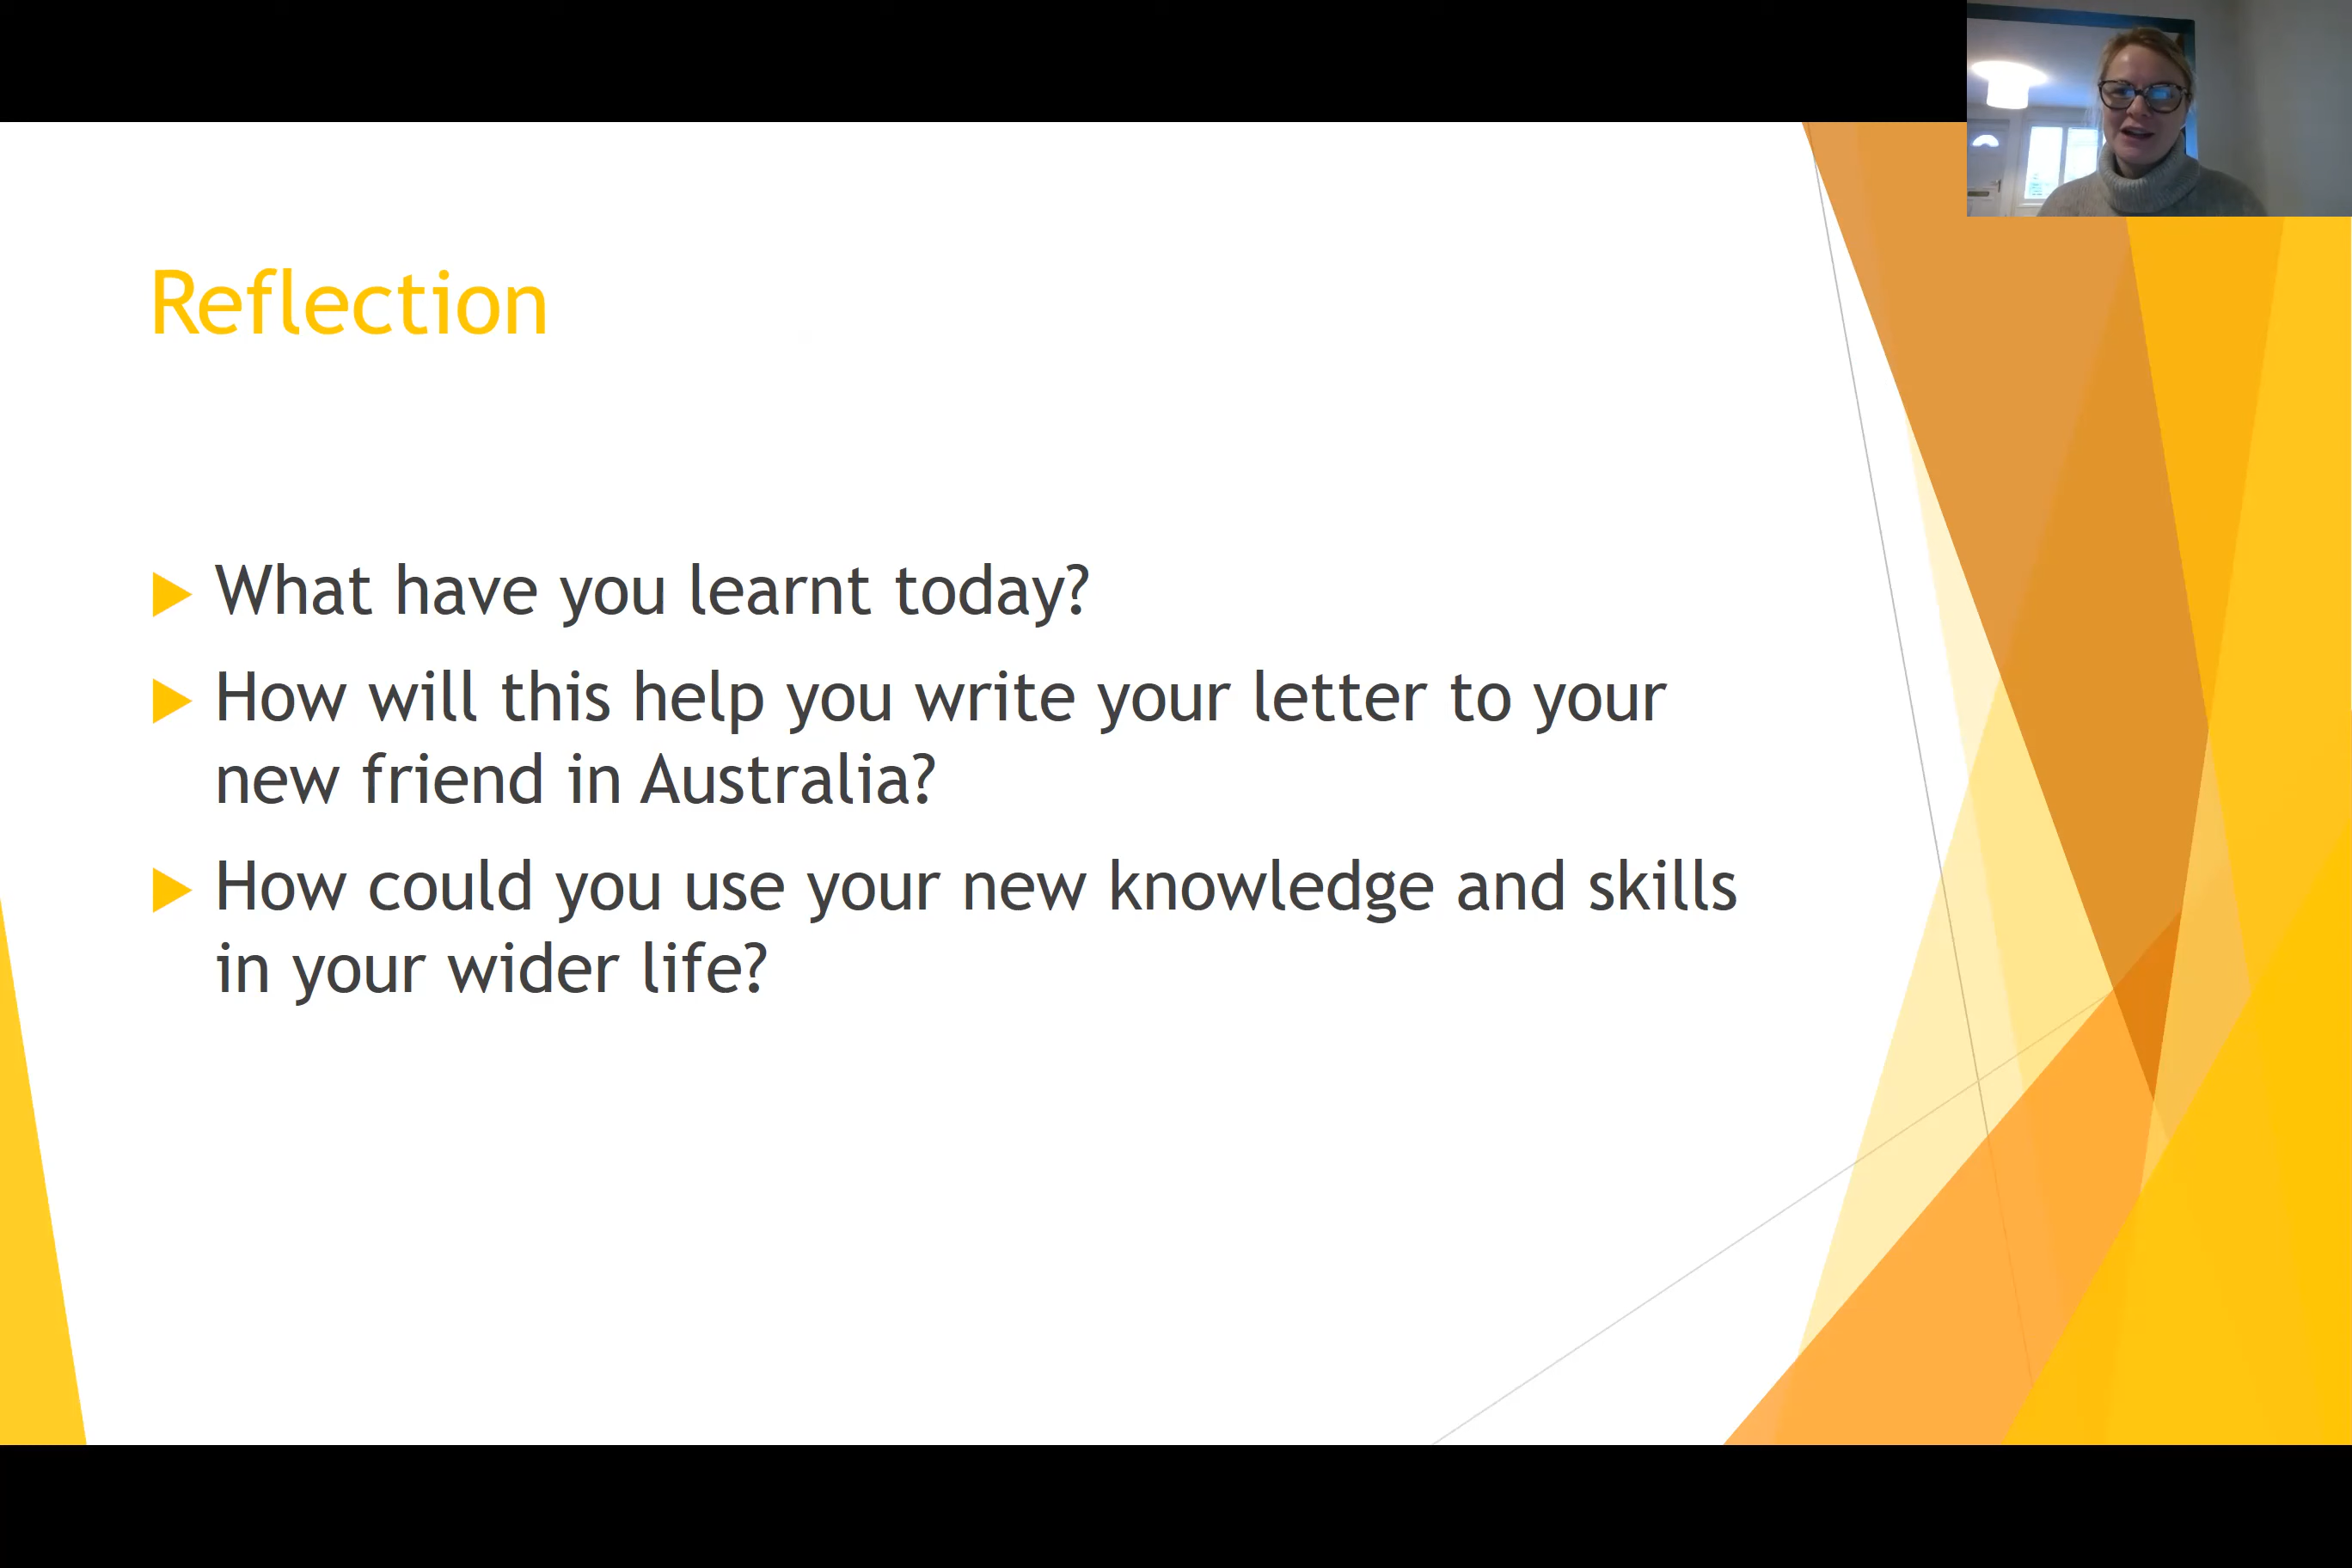 Reflection
What have you learnt today?
How will this help you write your letter to your
new friend in Australia?
How could you use your new knowledge and skills
in your wider life?